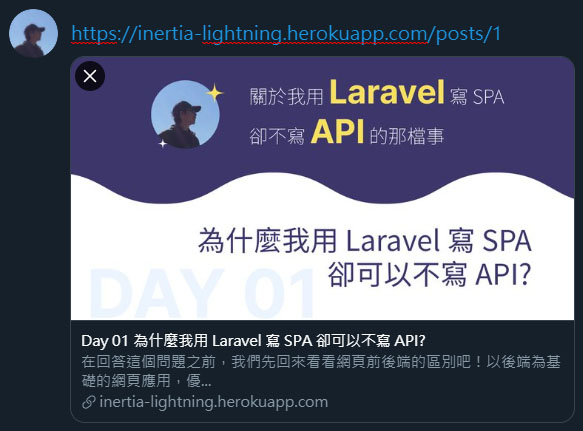 https://inertia-lightning.herokuapp.com/posts/1
關於我用 Laravel 寫 SPA
卻不寫 API 的那檔事
為什麼我用 Laravel 寫 SPA
卻可以不寫 API?
DAY 01
Day 01 為什麼我用 Laravel 寫 SPA 卻可以不寫 API?
在回答這個問題之前，我們先回來看看網頁前後端的區別吧！以後端為基
礎的網頁應用，優...
inertia-lightning.herokuapp.com